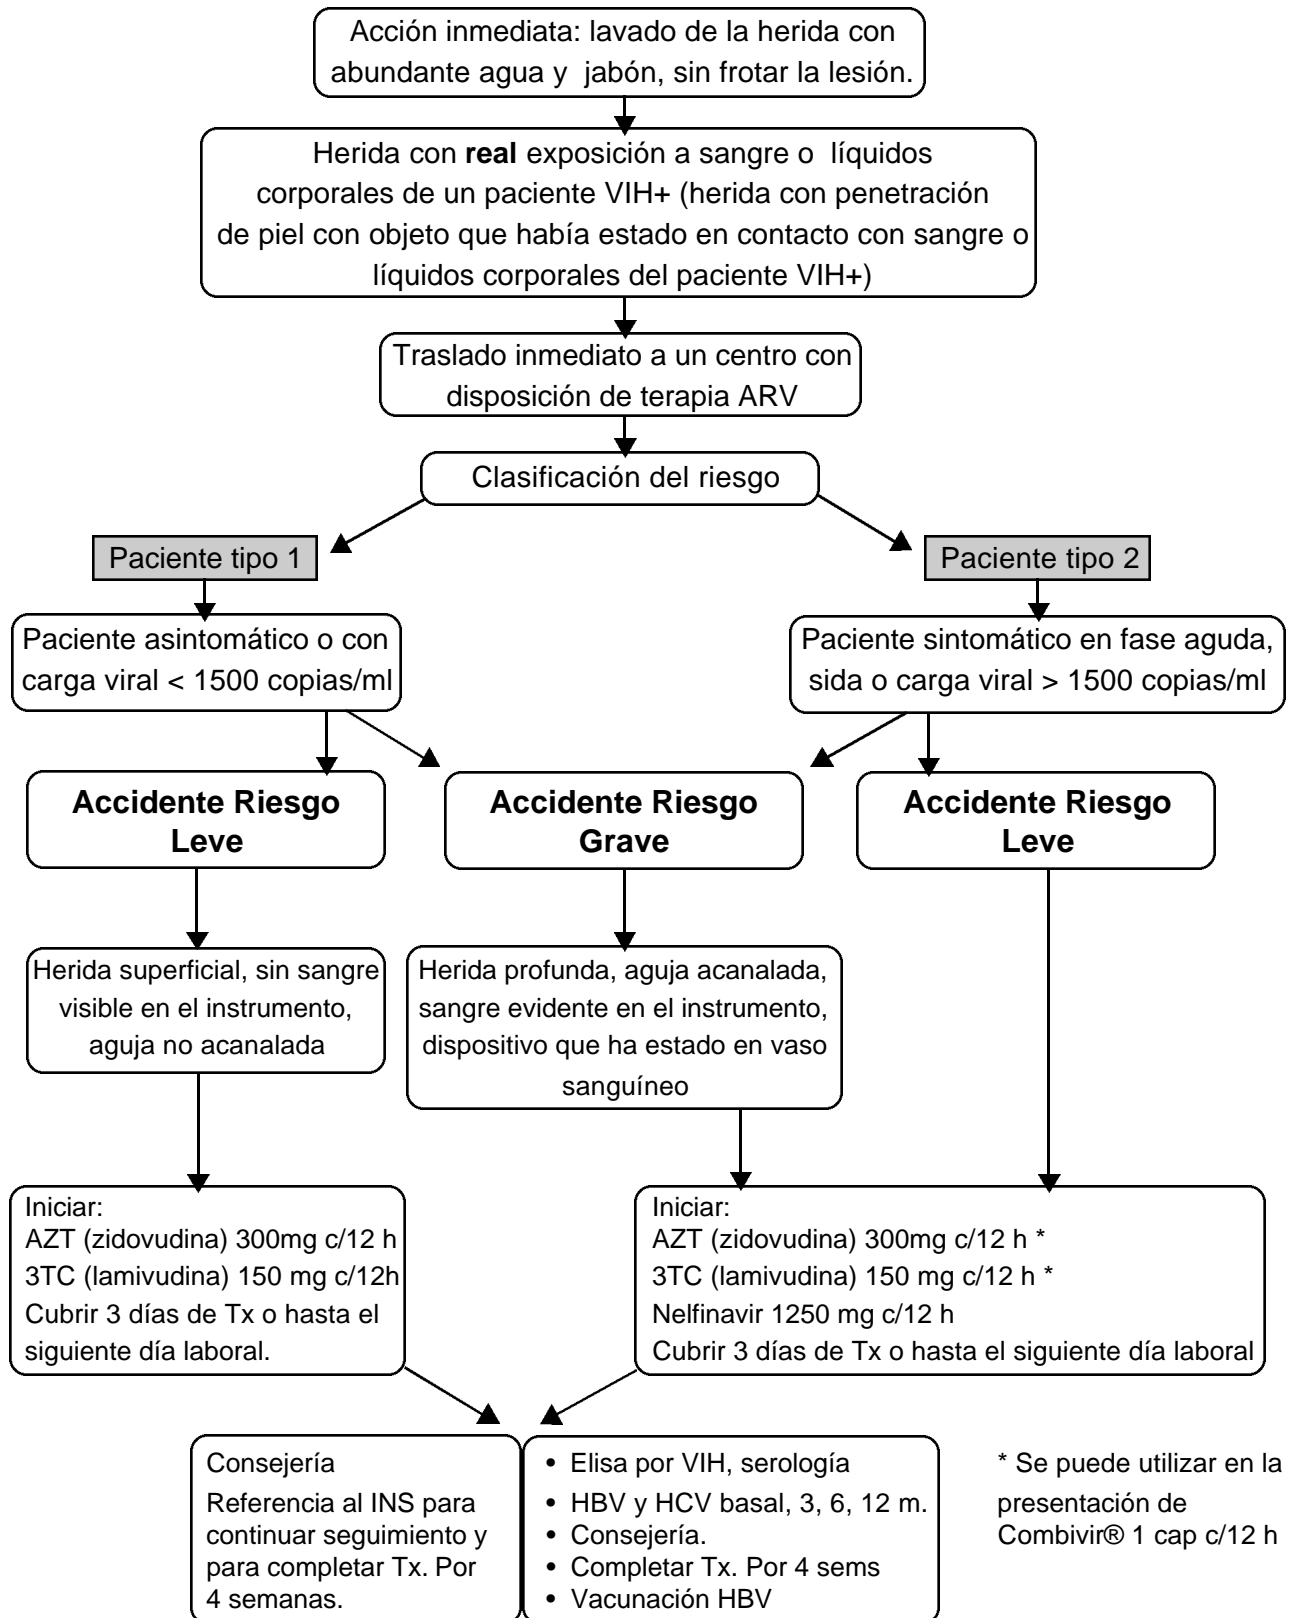 Acción inmediata: lavado de la herida con
abundante agua y jabón, sin frotar la lesión.
Herida con real exposición a sangre o líquidos
corporales de un paciente VIH+ (herida con penetración
de piel con objeto que había estado en contacto con sangre o
líquidos corporales del paciente VIH+)
Traslado inmediato a un centro con
disposición de terapia ARV
Clasificación del riesgo
Paciente tipo 1
Paciente tipo 2
Paciente asintomático o con
carga viral < 1500 copias/ml
Paciente sintomático en fase aguda,
sida o carga viral > 1500 copias/ml
Accidente Riesgo
Leve
Accidente Riesgo
Grave
Accidente Riesgo
Leve
Herida superficial, sin sangre
visible en el instrumento,
aguja no acanalada
Herida profunda, aguja acanalada,
sangre evidente en el instrumento,
dispositivo que ha estado en vaso
sanguíneo
Iniciar:
AZT (zidovudina) 300mg c/12 h
3TC (lamivudina) 150 mg c/12h
Cubrir 3 días de Tx o hasta el
siguiente día laboral.
Iniciar:
AZT (zidovudina) 300mg c/12 h *
3TC (lamivudina) 150 mg c/12 h *
Nelfinavir 1250 mg c/12 h
Cubrir 3 días de Tx o hasta el siguiente día laboral
Consejería
Referencia al INS para
continuar seguimiento y
para completar Tx. Por
4 semanas.
• Elisa por VIH, serología
• HBV y HCV basal, 3, 6, 12 m.
• Consejería.
• Completar Tx. Por 4 sems
• Vacunación HBV
* Se puede utilizar en la
presentación de
Combivir® 1 cap c/12 h